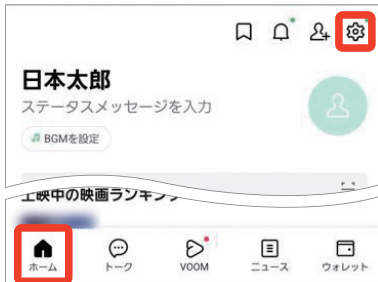 日本太郎
ステータスメッセージを入力
BGMを設定
上映中の映画ランキング
ホーム
トーク
VOOM
ニュース
ウォレット